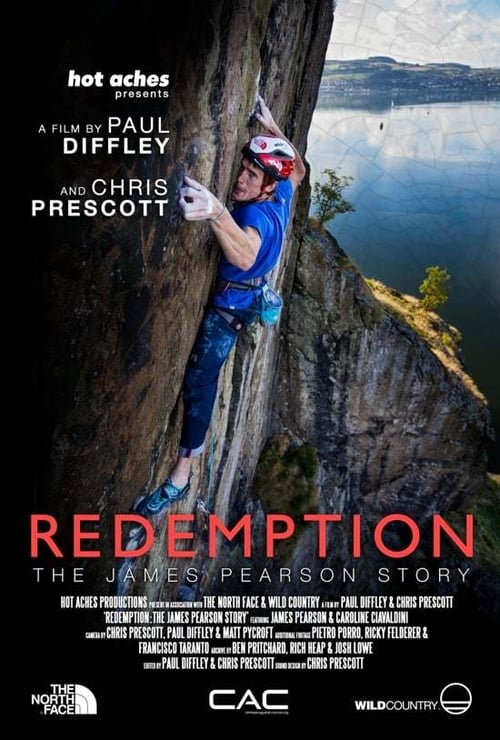 hot aches
presents
A FILM BY PAUL
DIFFLEY
AND CHRIS
PRESCOTT
REDEMPTION
THE JAMES PEARSON STORY
HOT ACHES PRODUCTIONS PRESENT IN ASSOCIATION WITH THE NORTH FACE & WILD COUNTRY A FILM BY PAUL DIFFLEY & CHRIS PRESCOTT
'REDEMPTION: THE JAMES PEARSON STORY' FEATURING JAMES PEARSON & CAROLINE CIAVALDINI
CAMERA BY CHRIS PRESCOTT, PAUL DIFFLEY & MATT PYCROFT ADDITIONAL FOOTAGE PIETRO PORRO, RICKY FELDERER &
FRANCISCO TARANTO ARCHIVE BY BEN PRITCHARD, RICH HEAP & JOSH LOWE
EDITED BY PAUL DIFFLEY & CHRIS PRESCOTT SOUND DESIGN BY CHRIS PRESCOTT
THE
NORTH
FACE
CAC
WILDCOUNTRY.